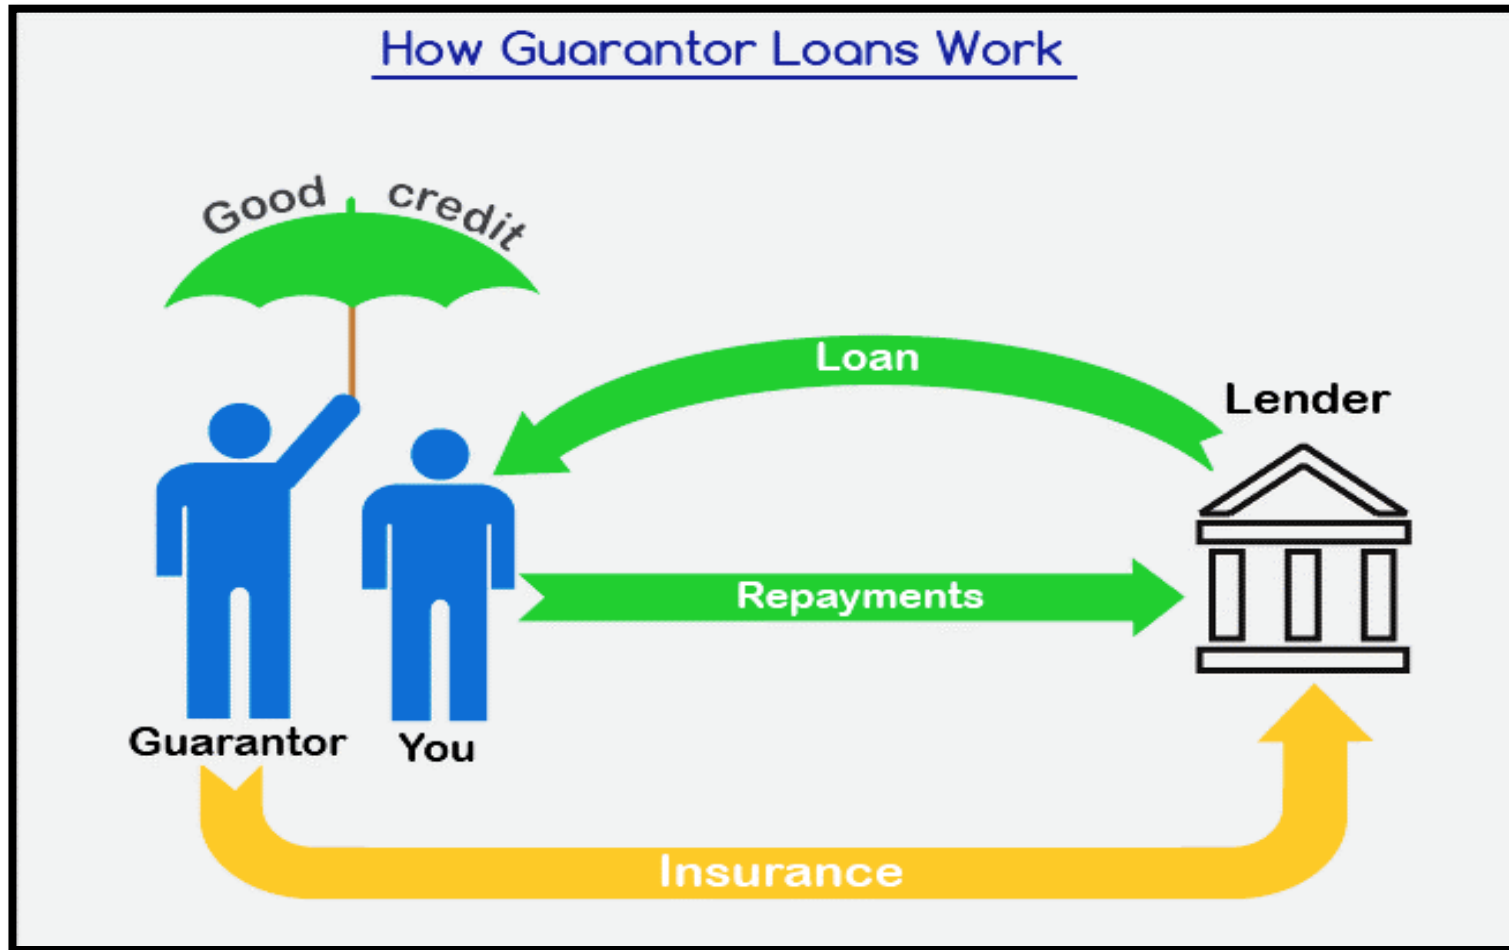 How Guarantor Loans Work
Good credit
Loan
Lender
Repayments
Guarantor
You
Insurance